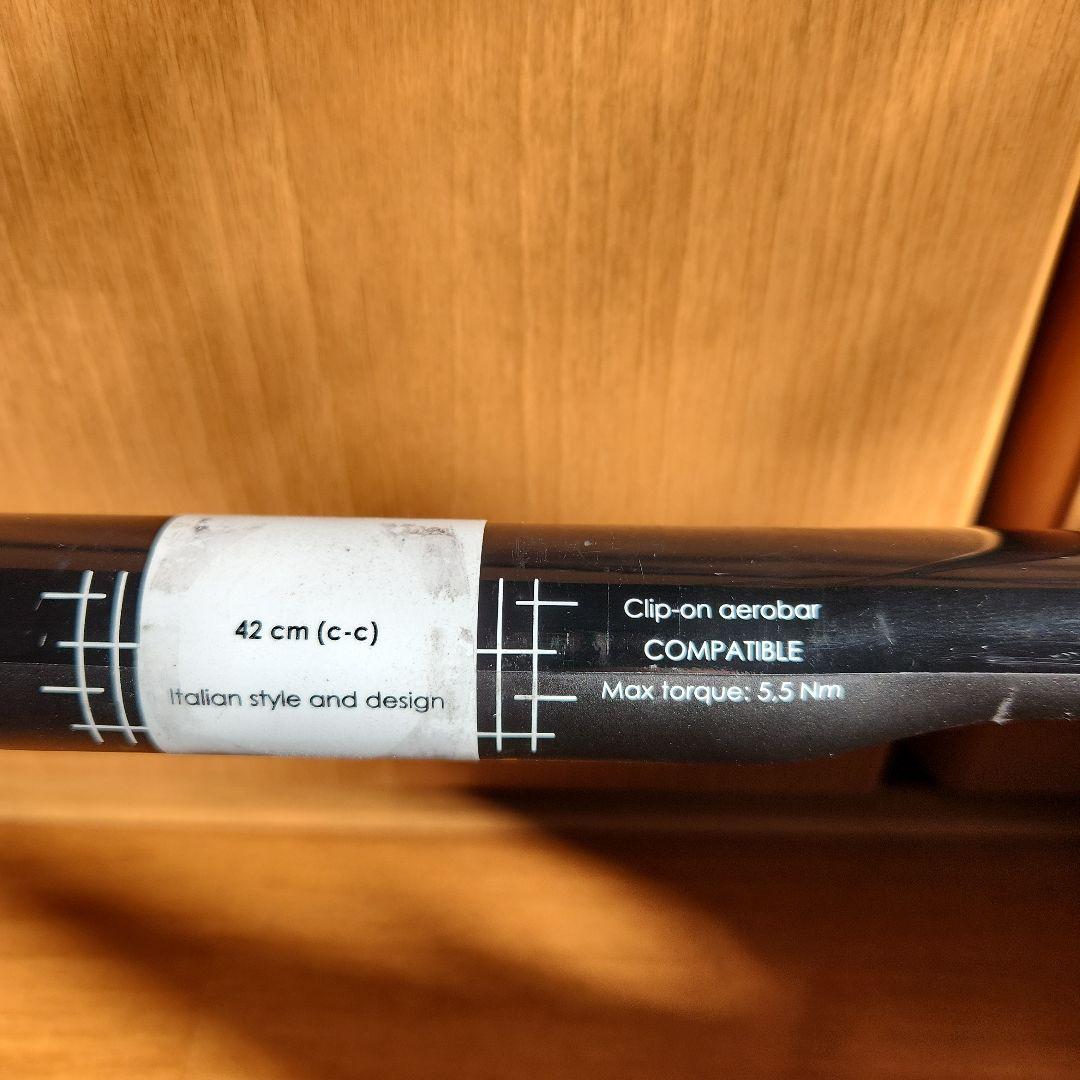 42 cm (c-c)
Italian style and design
Clip-on aerobar
COMPATIBLE
Max torque: 5.5 Nm